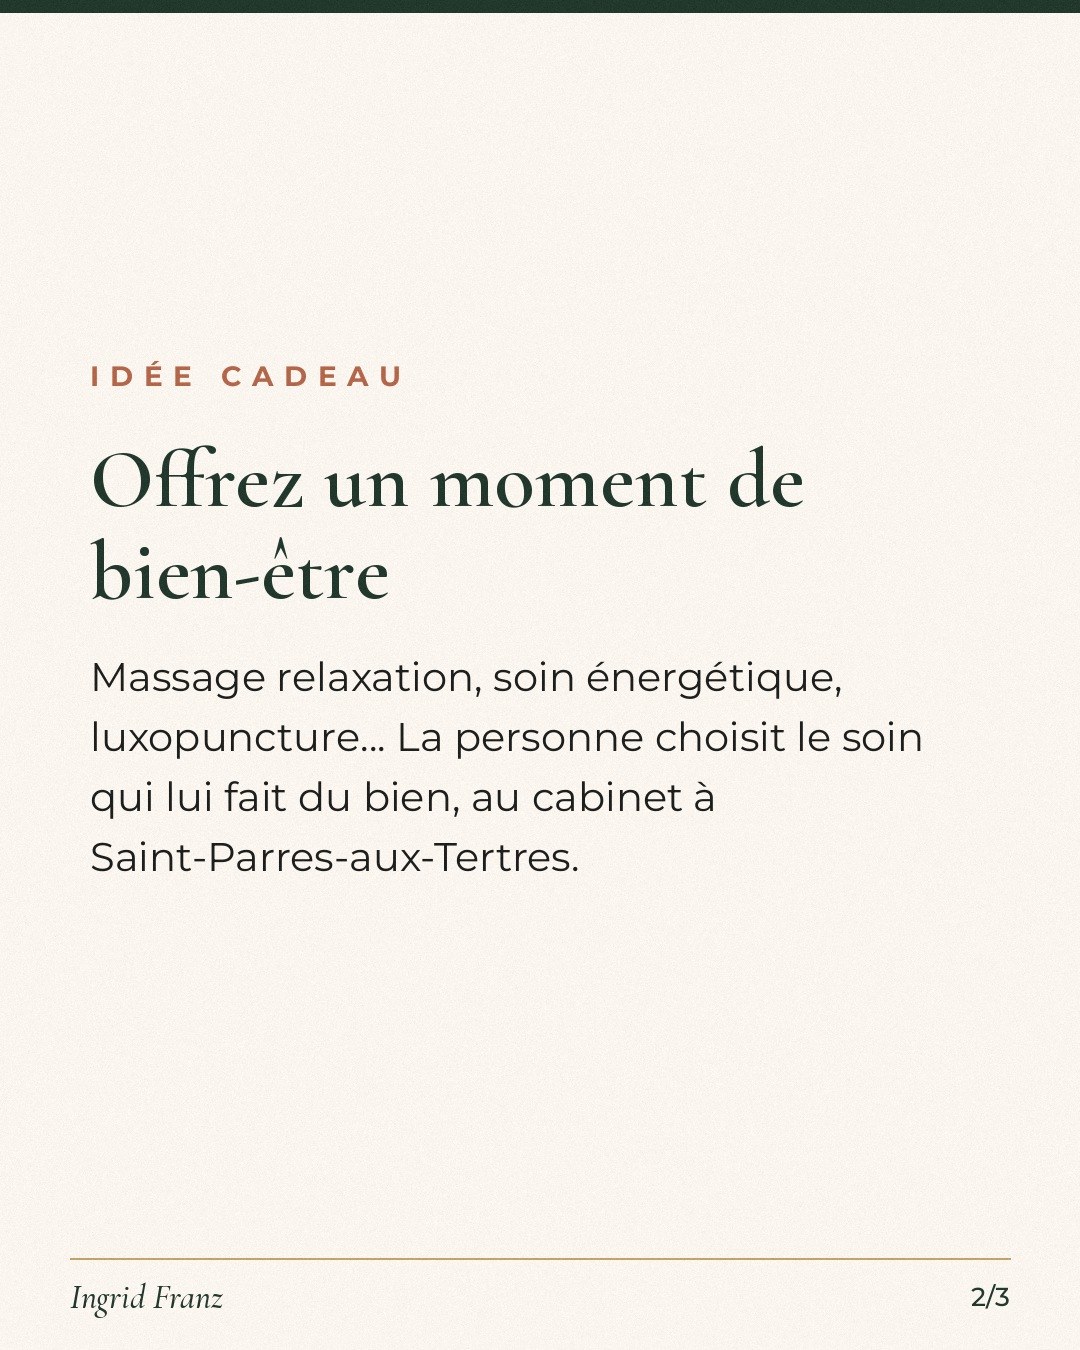 IDÉE CADEAU
Offrez un moment de
bien-être
Massage relaxation, soin énergétique,
luxopuncture... La personne choisit le soin
qui lui fait du bien, au cabinet à
Saint-Parres-aux-Tertres.
Ingrid Franz
2/3